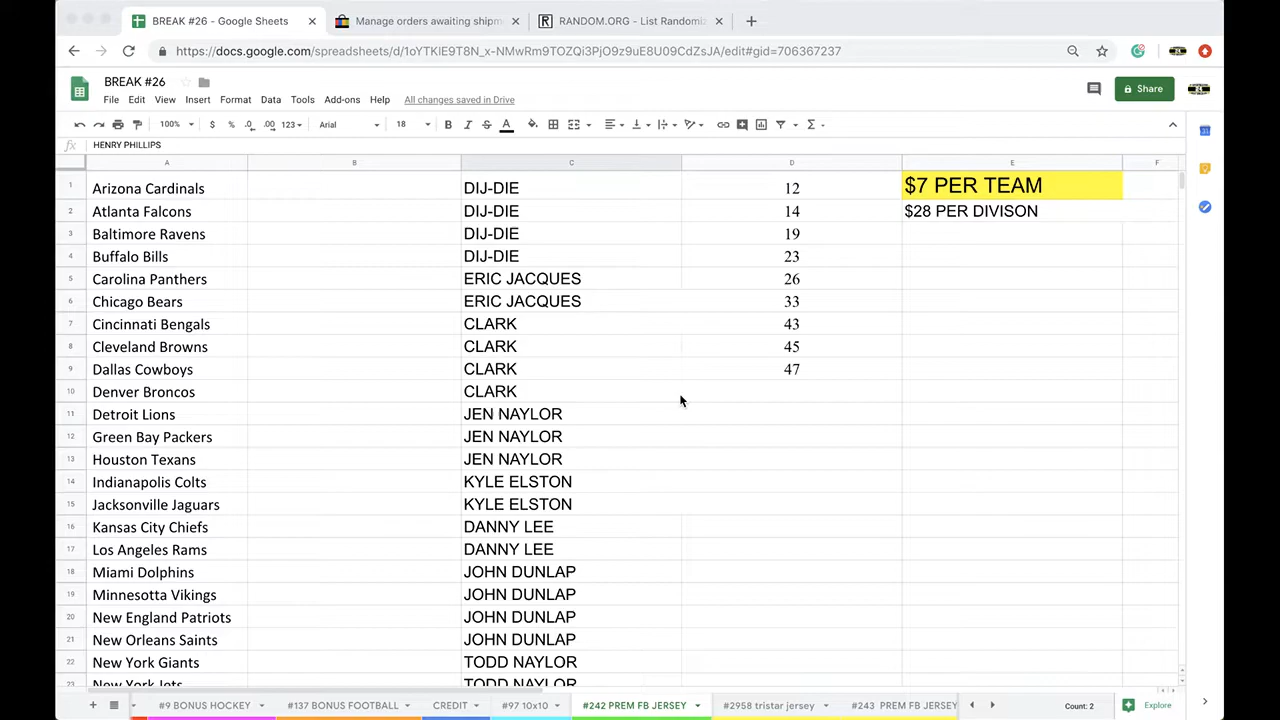 BREAK #26 - Google Sheets
Manage orders awaiting shipm
RANDOM.ORG - List Randomiz
https://docs.google.com/spreadsheets/d/1oYTKlE9T8N_x-NMwRm9TOZQi3PjO9z9uE8U09CdZsJA/edit#gid=706367237
BREAK #26
File Edit View Insert Format Data Tools Add-ons Help All changes saved in Drive
Share
100% $ % .0 .00 123 Arial 18 B I S A
fx HENRY PHILLIPS
A B C D E F
1 Arizona Cardinals DIJ-DIE 12 $7 PER TEAM
2 Atlanta Falcons DIJ-DIE 14 $28 PER DIVISON
3 Baltimore Ravens DIJ-DIE 19
4 Buffalo Bills DIJ-DIE 23
5 Carolina Panthers ERIC JACQUES 26
6 Chicago Bears ERIC JACQUES 33
7 Cincinnati Bengals CLARK 43
8 Cleveland Browns CLARK 45
9 Dallas Cowboys CLARK 47
10 Denver Broncos CLARK
11 Detroit Lions JEN NAYLOR
12 Green Bay Packers JEN NAYLOR
13 Houston Texans JEN NAYLOR
14 Indianapolis Colts KYLE ELSTON
15 Jacksonville Jaguars KYLE ELSTON
16 Kansas City Chiefs DANNY LEE
17 Los Angeles Rams DANNY LEE
18 Miami Dolphins JOHN DUNLAP
19 Minnesotta Vikings JOHN DUNLAP
20 New England Patriots JOHN DUNLAP
21 New Orleans Saints JOHN DUNLAP
22 New York Giants TODD NAYLOR
23 New York Jets TODD NAYLOR
#9 BONUS HOCKEY #137 BONUS FOOTBALL CREDIT #97 10x10 #242 PREM FB JERSEY #2958 tristar jersey #243 PREM FB JERSEY Count: 2 Explore